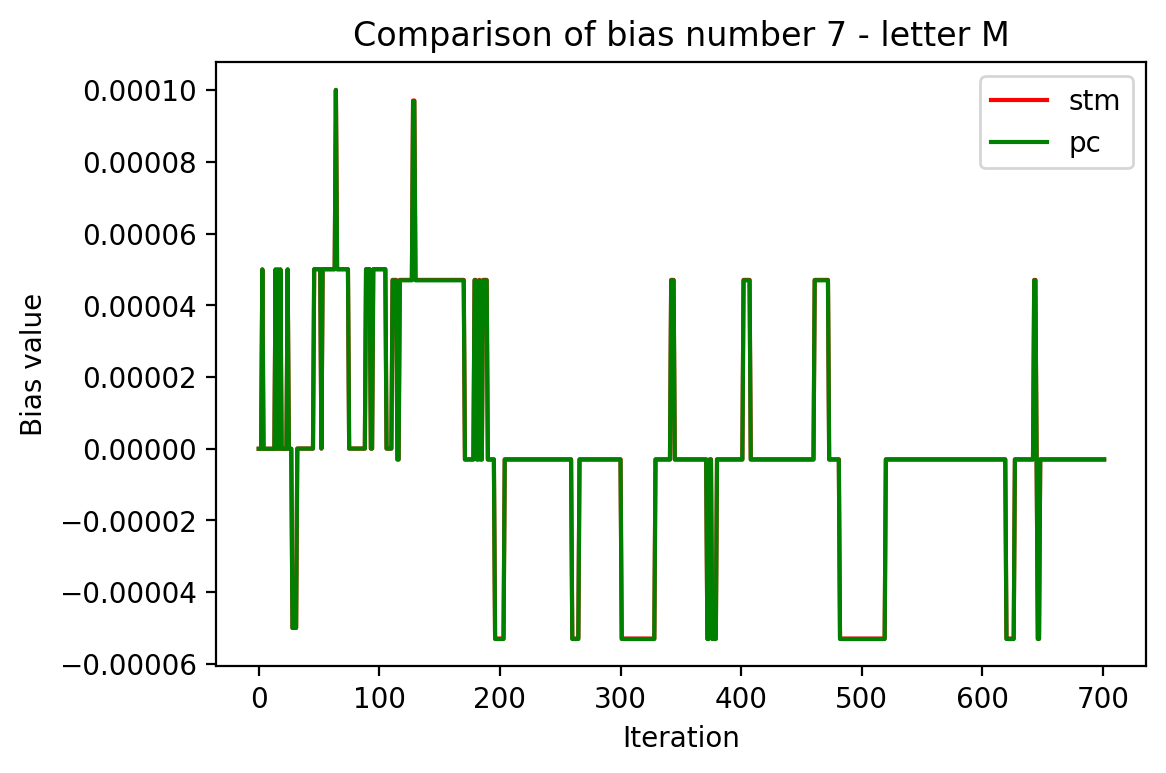 Comparison of bias number 7 - letter M
stm
pc
Bias value
0.00010
0.00008
0.00006
0.00004
0.00002
0.00000
−0.00002
−0.00004
−0.00006
0 100 200 300 400 500 600 700
Iteration